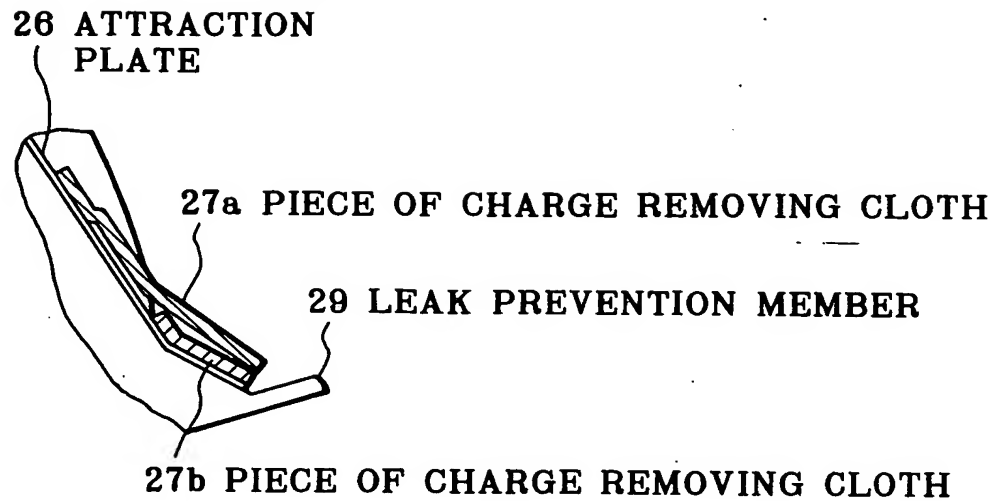 26 ATTRACTION
PLATE
27a PIECE OF CHARGE REMOVING CLOTH
29 LEAK PREVENTION MEMBER
27b PIECE OF CHARGE REMOVING CLOTH